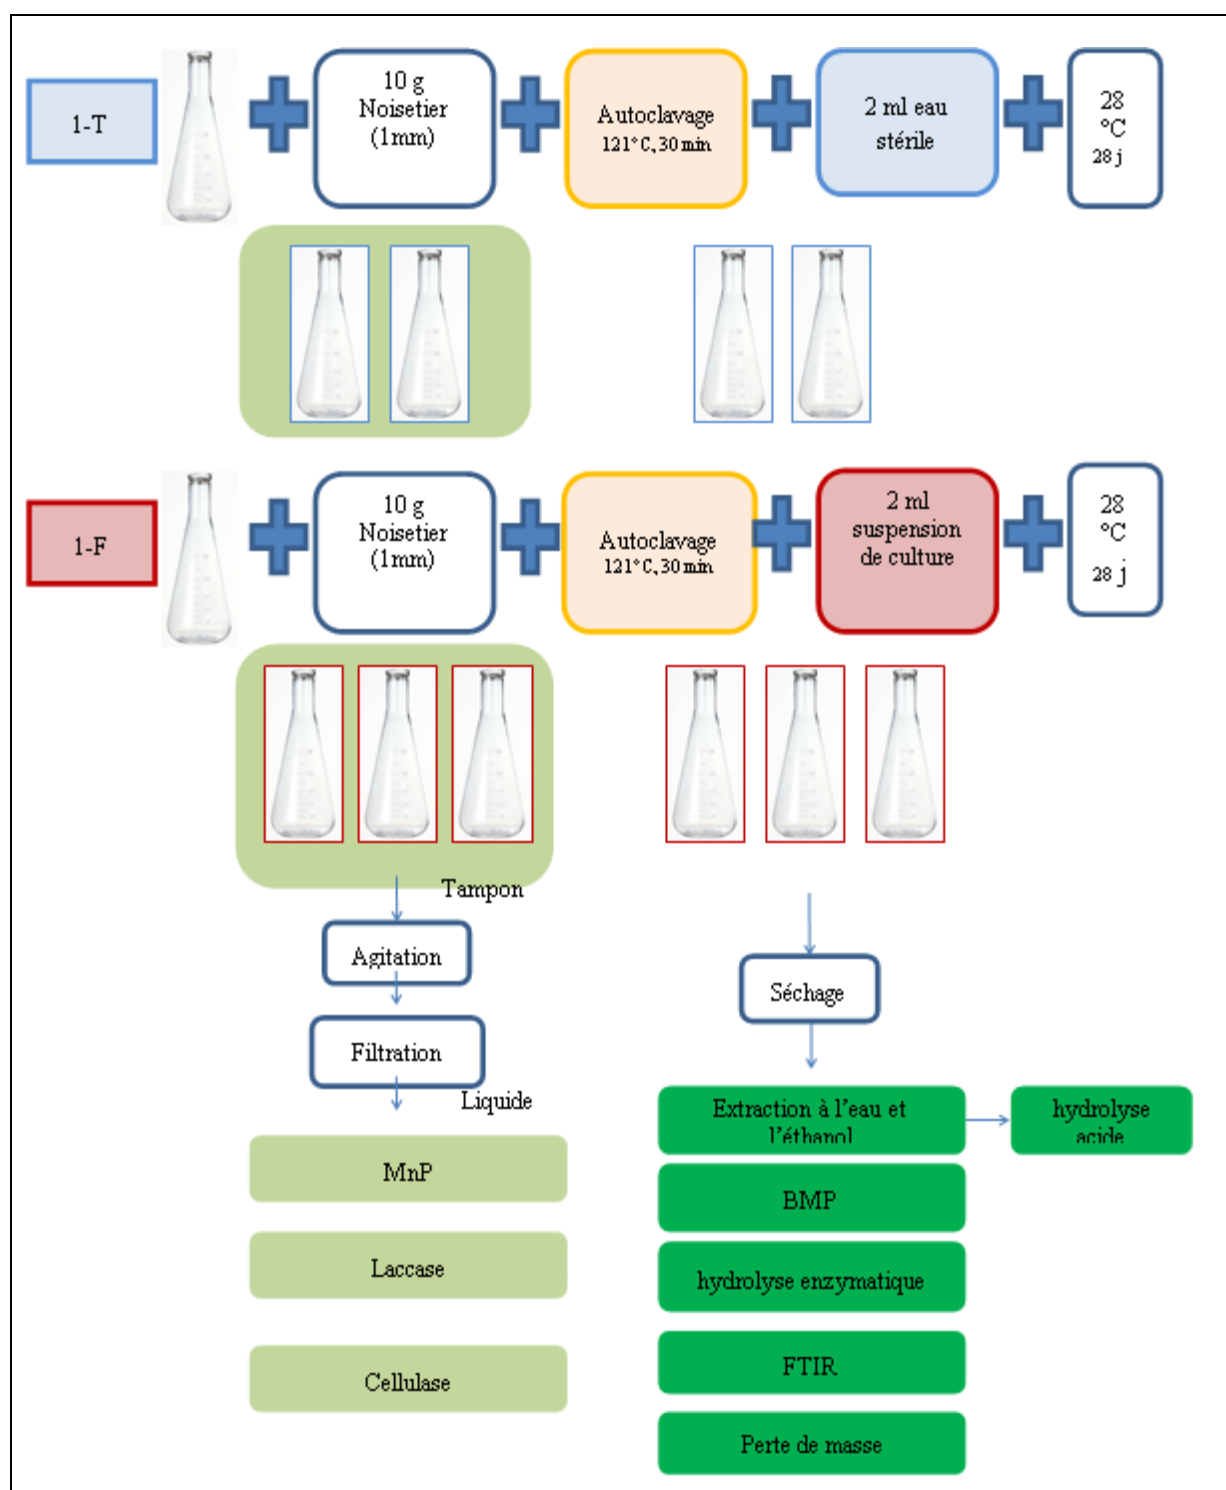 1-T
10 g
Noisetier
(1mm)
Autoclavage
121°C, 30 min
2 ml eau
stérile
28
°C
28 j
1-F
10 g
Noisetier
(1mm)
Autoclavage
121°C, 30 min
2 ml
suspension
de culture
28
°C
28 j
Tampon
Agitation
Filtration
Liquide
MnP
Laccase
Cellulase
Séchage
Extraction à l'eau et
l'éthanol
hydrolyse
acide
BMP
hydrolyse enzymatique
FTIR
Perte de masse